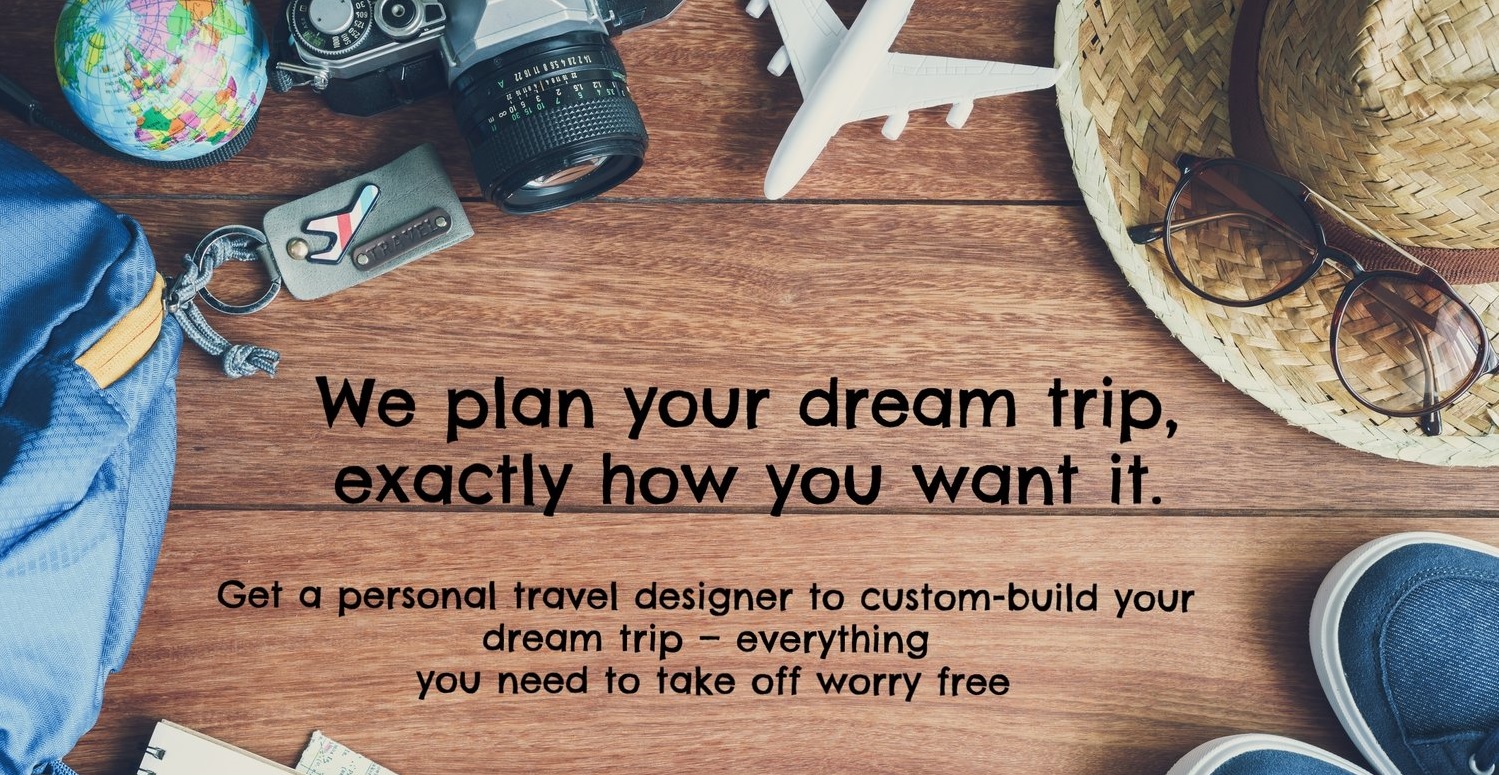 TRAVEL
We plan your dream trip,
exactly how you want it.
Get a personal travel designer to custom-build your
dream trip – everything
you need to take off worry free